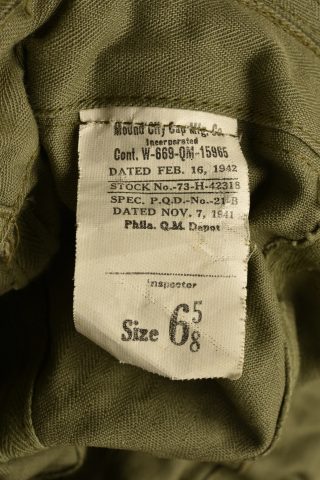 Mound City Cap Mfg. Co.
Incorporated
Cont. W-669-QM-15965
DATED FEB. 16, 1942
STOCK No.-73-H-42318
SPEC. P.Q.D.-No.-21-B
DATED NOV. 7, 1941
Phila. Q.M. Depot
Inspector
Size 6 5/8